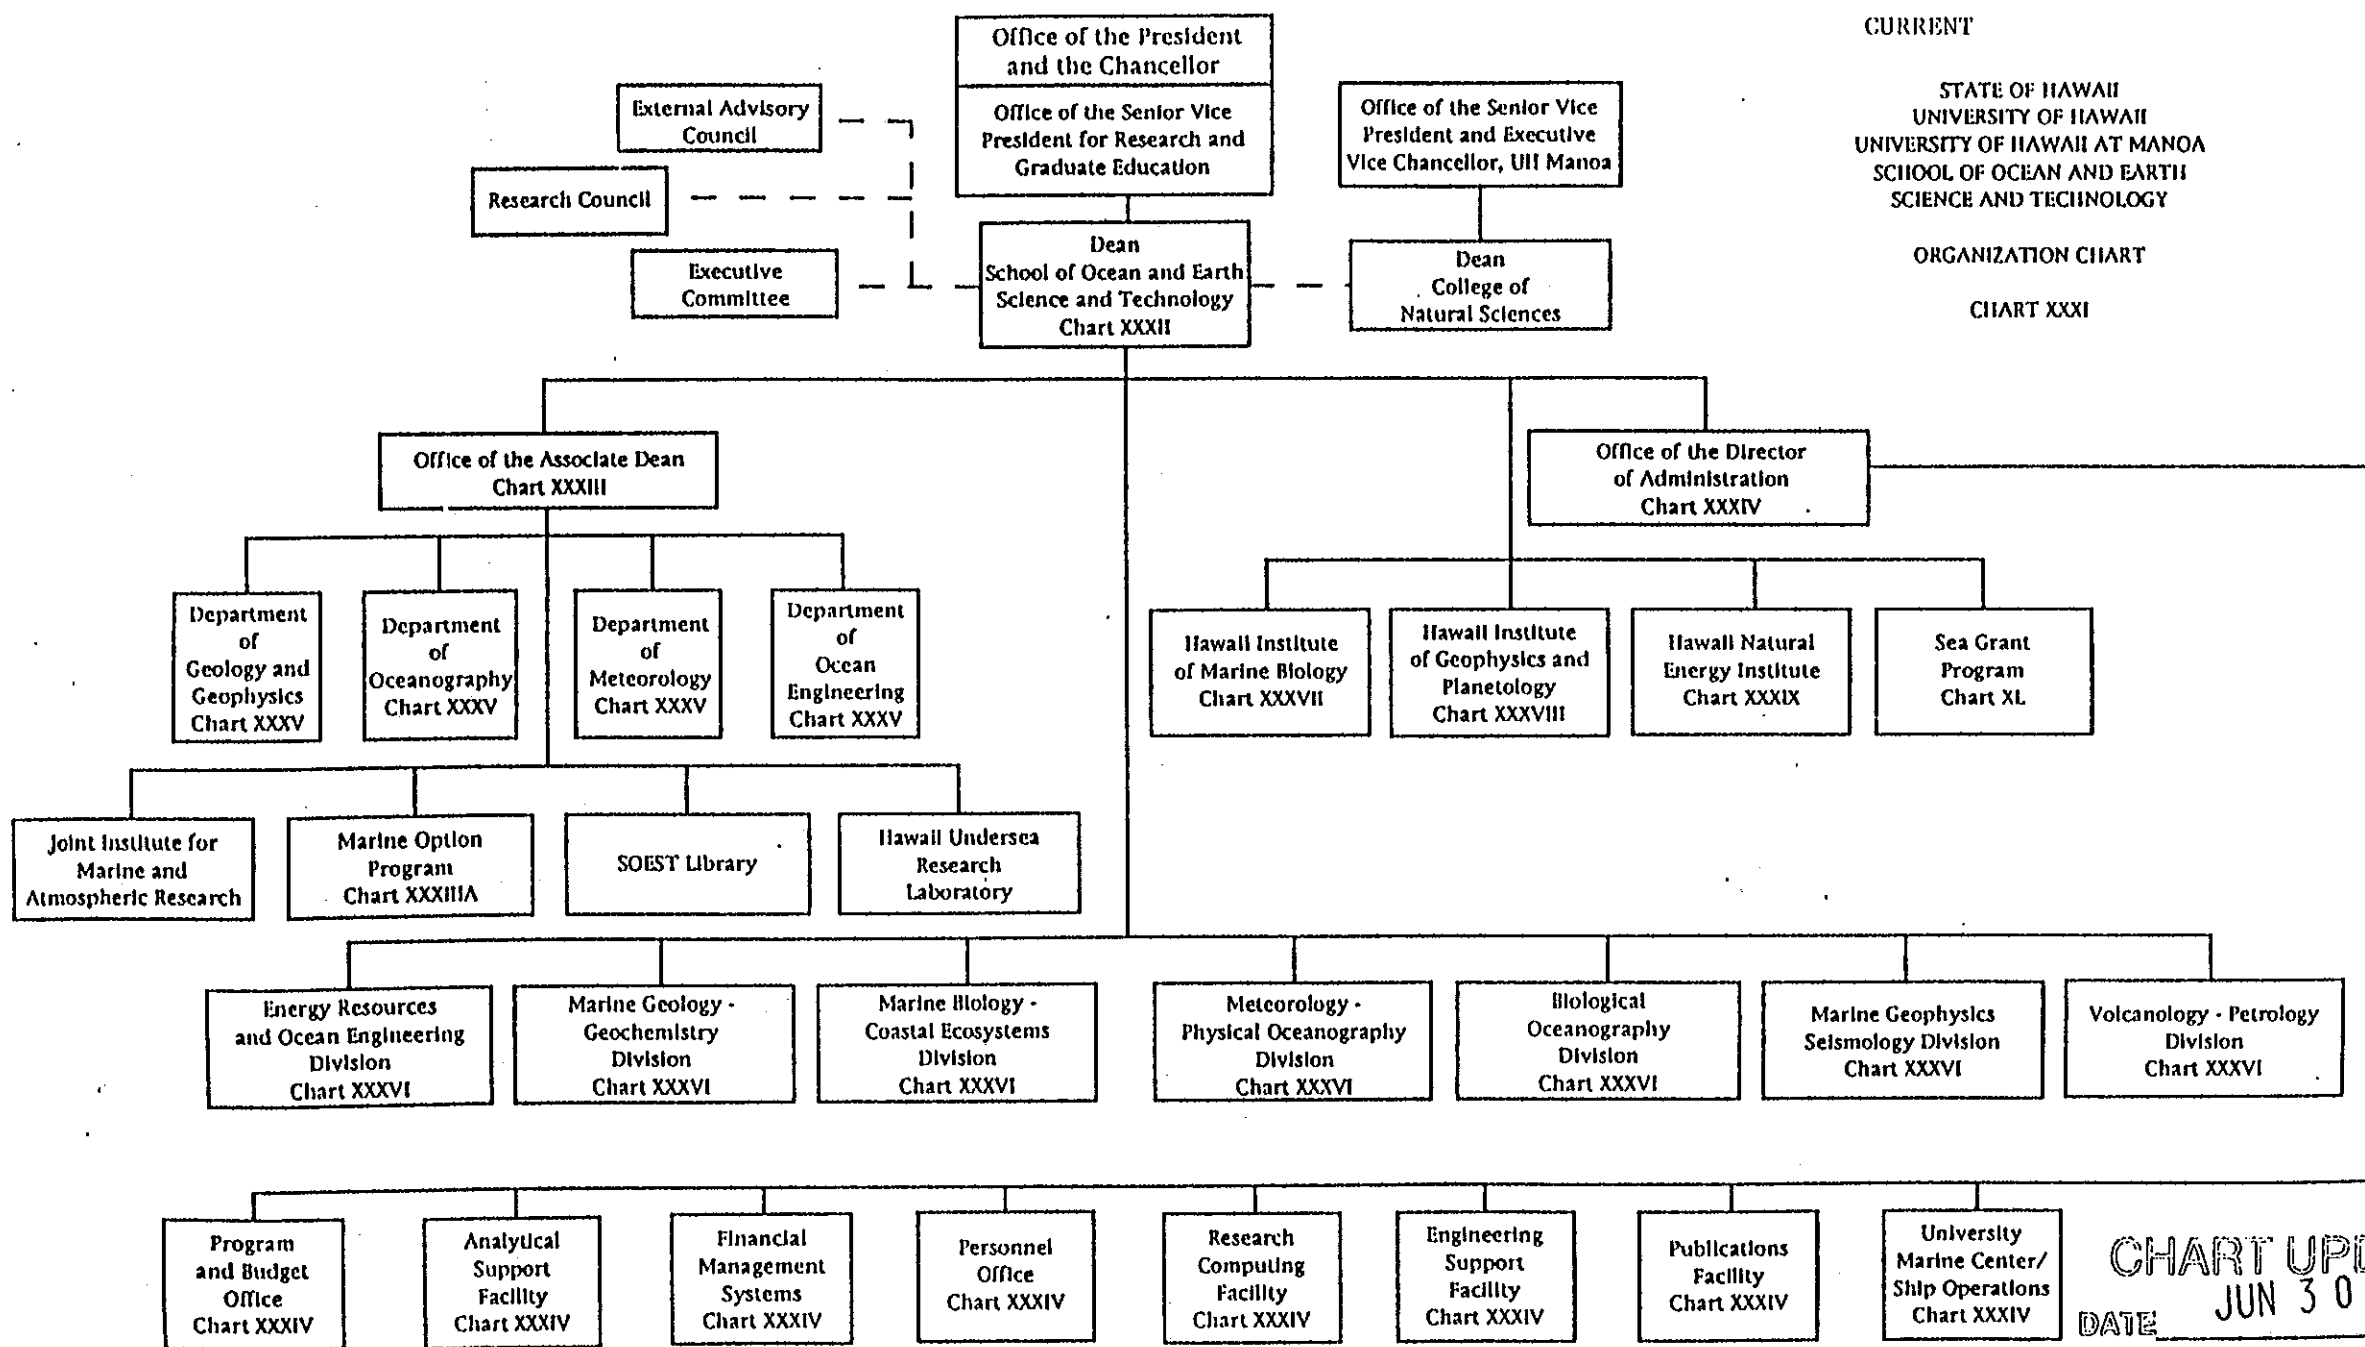 CURRENT
STATE OF HAWAII
UNIVERSITY OF HAWAII
UNIVERSITY OF HAWAII AT MANOA
SCHOOL OF OCEAN AND EARTH
SCIENCE AND TECHNOLOGY
ORGANIZATION CHART
CHART XXXI
Office of the President
and the Chancellor
Office of the Senior Vice
President for Research and
Graduate Education
Office of the Senior Vice
President and Executive
Vice Chancellor, UH Manoa
External Advisory
Council
Research Council
Executive
Committee
Dean
School of Ocean and Earth
Science and Technology
Chart XXXII
Dean
College of
Natural Sciences
Office of the Associate Dean
Chart XXXIII
Office of the Director
of Administration
Chart XXXIV
Department
of
Geology and
Geophysics
Chart XXXV
Department
of
Oceanography
Chart XXXV
Department
of
Meteorology
Chart XXXV
Department
of
Ocean
Engineering
Chart XXXV
Hawaii Institute
of Marine Biology
Chart XXXVII
Hawaii Institute
of Geophysics and
Planetology
Chart XXXVIII
Hawaii Natural
Energy Institute
Chart XXXIX
Sea Grant
Program
Chart XL
Joint Institute for
Marine and
Atmospheric Research
Marine Option
Program
Chart XXXIIIA
SOEST Library
Hawaii Undersea
Research
Laboratory
Energy Resources
and Ocean Engineering
Division
Chart XXXVI
Marine Geology -
Geochemistry
Division
Chart XXXVI
Marine Biology -
Coastal Ecosystems
Division
Chart XXXVI
Meteorology -
Physical Oceanography
Division
Chart XXXVI
Biological
Oceanography
Division
Chart XXXVI
Marine Geophysics
Seismology Division
Chart XXXVI
Volcanology - Petrology
Division
Chart XXXVI
Program
and Budget
Office
Chart XXXIV
Analytical
Support
Facility
Chart XXXIV
Financial
Management
Systems
Chart XXXIV
Personnel
Office
Chart XXXIV
Research
Computing
Facility
Chart XXXIV
Engineering
Support
Facility
Chart XXXIV
Publications
Facility
Chart XXXIV
University
Marine Center/
Ship Operations
Chart XXXIV
CHART
DATE JUN 30